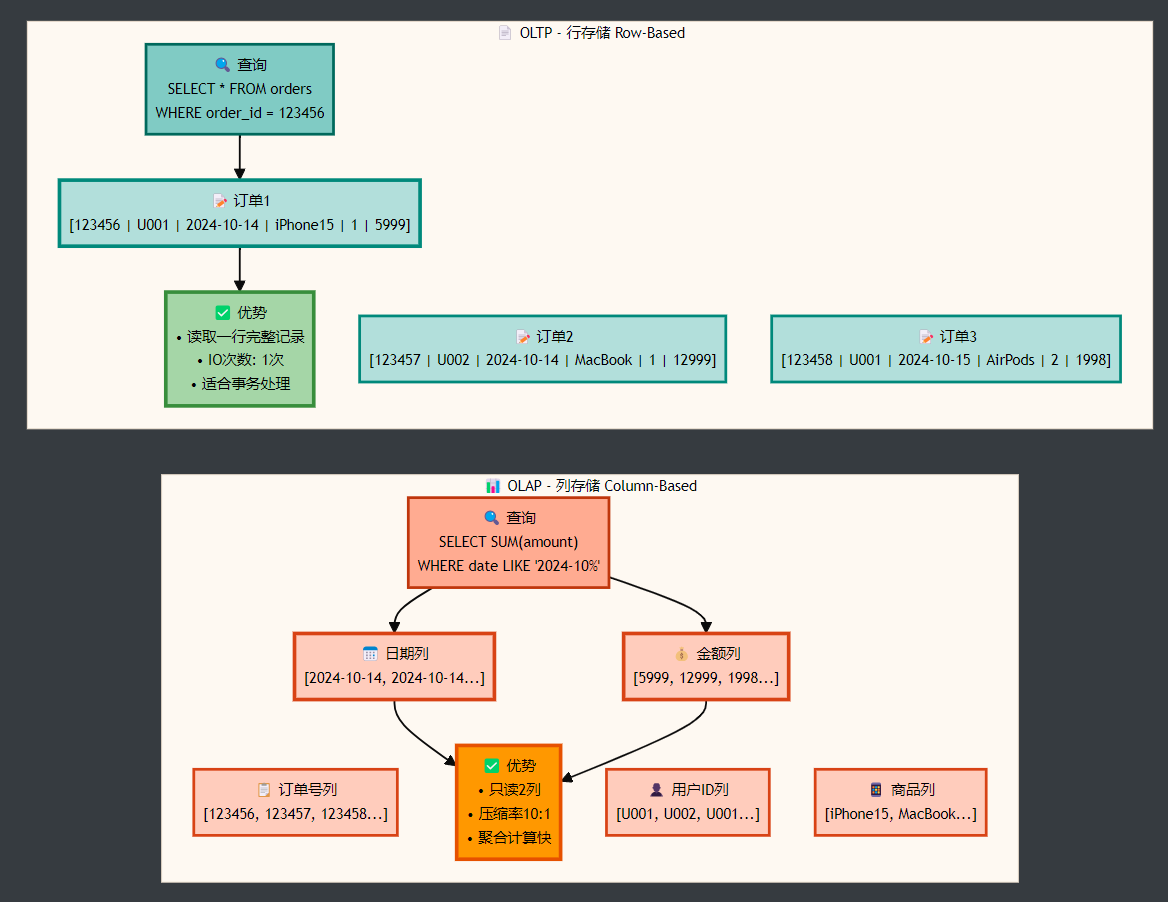 📄 OLTP - 行存储 Row-Based
🔍 查询
SELECT * FROM orders
WHERE order_id = 123456
📝 订单1
[123456 | U001 | 2024-10-14 | iPhone15 | 1 | 5999]
✅ 优势
• 读取一行完整记录
• IO次数: 1次
• 适合事务处理
📝 订单2
[123457 | U002 | 2024-10-14 | MacBook | 1 | 12999]
📝 订单3
[123458 | U001 | 2024-10-15 | AirPods | 2 | 1998]
📊 OLAP - 列存储 Column-Based
🔍 查询
SELECT SUM(amount)
WHERE date LIKE '2024-10%'
📅 日期列
[2024-10-14, 2024-10-14...]
💰 金额列
[5999, 12999, 1998...]
📋 订单号列
[123456, 123457, 123458...]
✅ 优势
• 只读2列
• 压缩率10:1
• 聚合计算快
👤 用户ID列
[U001, U002, U001...]
📱 商品列
[iPhone15, MacBook...]